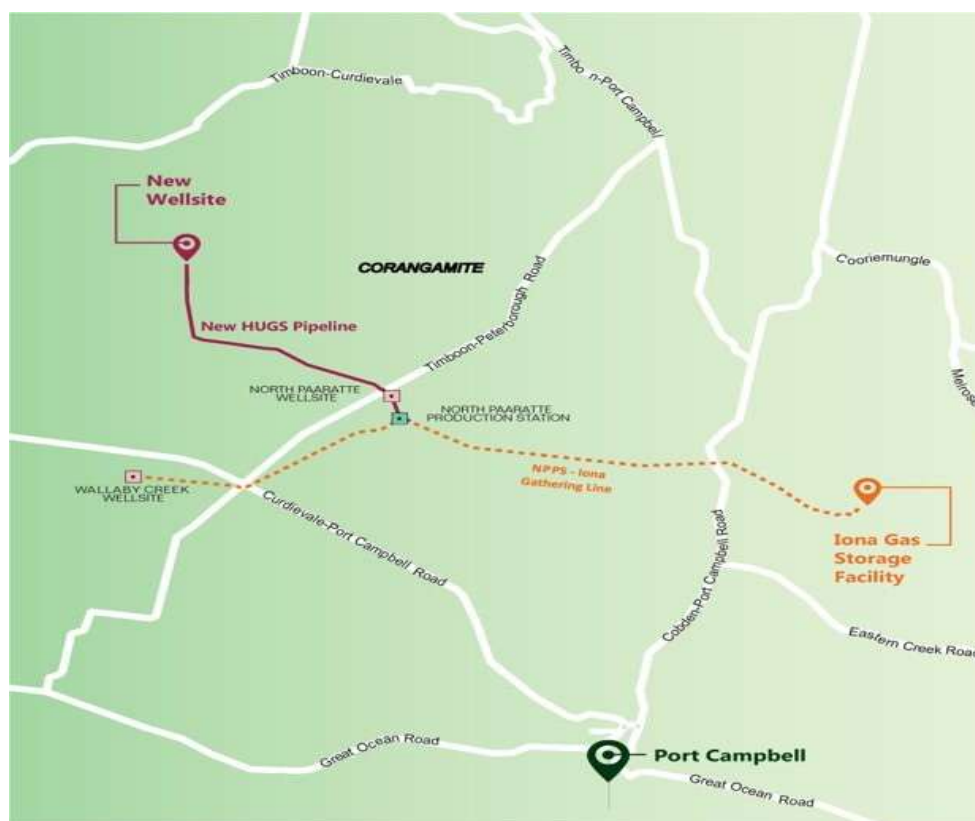 Timboon-Curdievale
Timbo n-Port Campbell
New
Wellsite
CORANGAMITE
Cooriemungle
New HUGS Pipeline
Timboon-Peterborough Road
Melrose
NORTH PAARATTE
WELLSITE
NORTH PAARATTE
PRODUCTION STATION
NPPS - Iona
Gathering Line
WALLABY CREEK
WELLSITE
Curdievale-Port Campbell Road
Cobden-Port Campbell Road
Iona Gas
Storage
Facility
Eastern Creek Road
Great Ocean Road
Port Campbell
Great Ocean Road